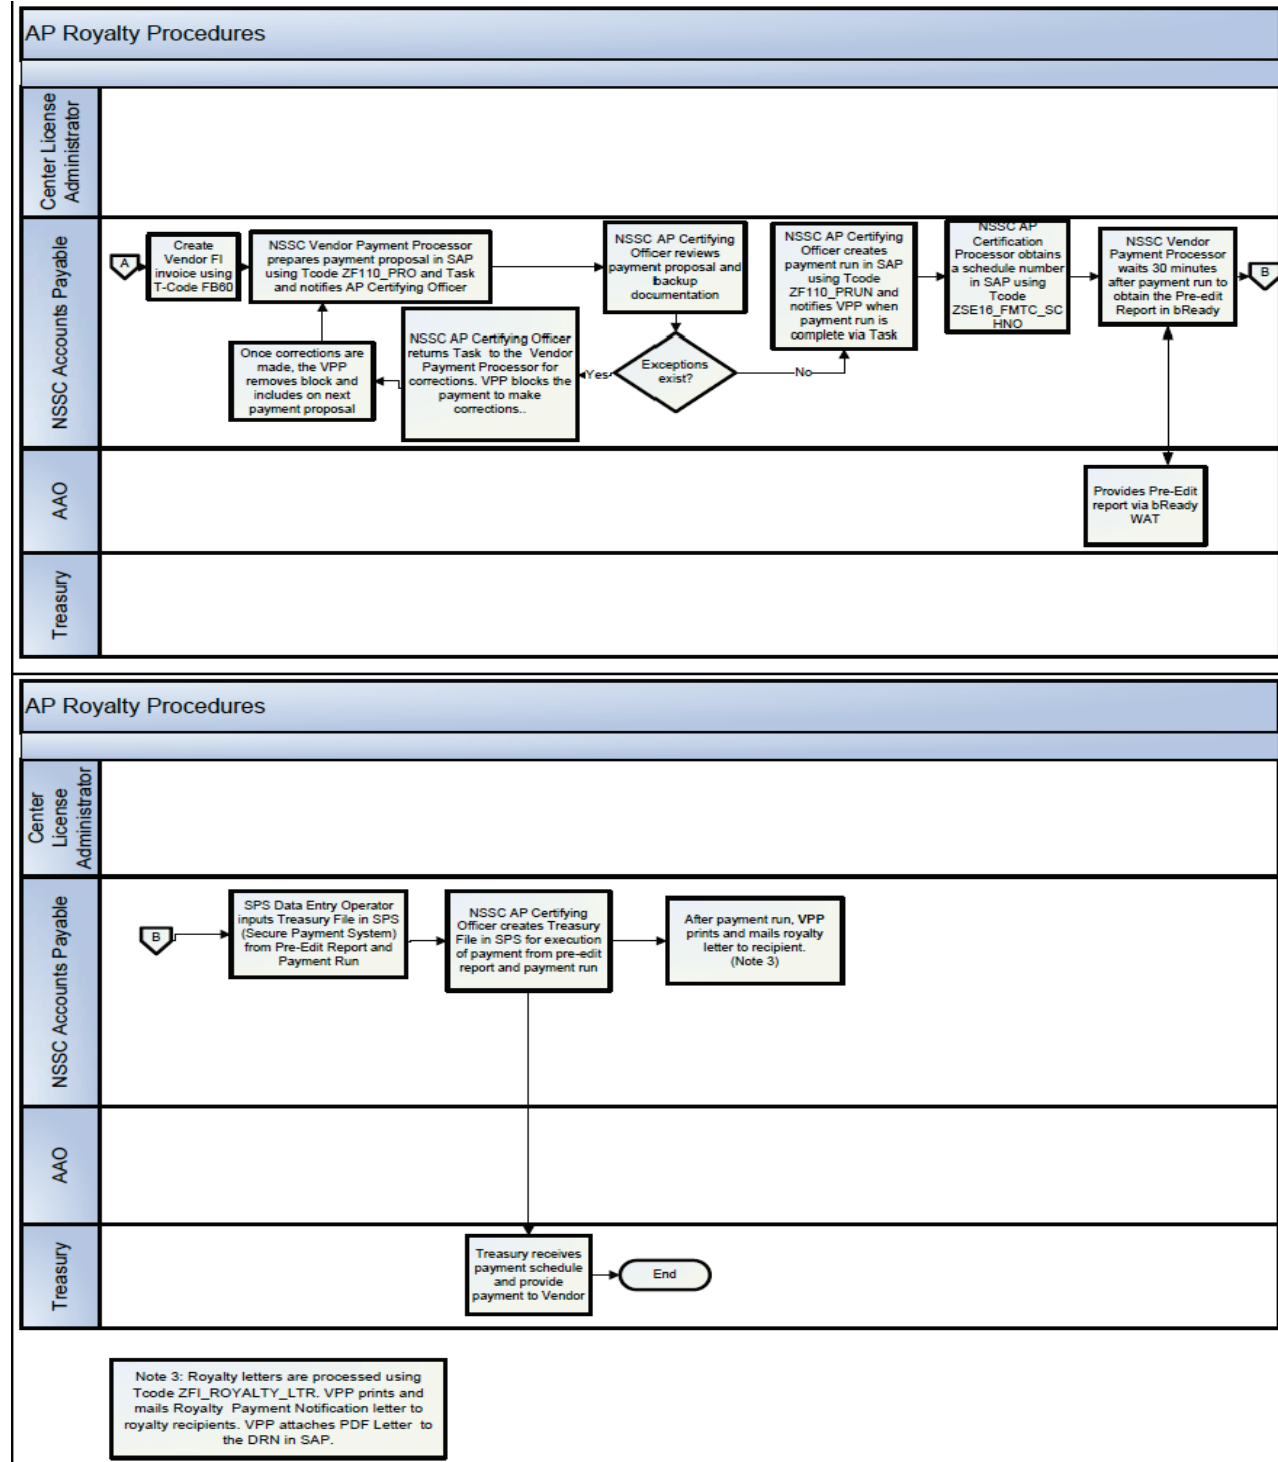 AP Royalty Procedures
Center License
Administrator
NSSC Accounts Payable
A
Create
Vendor FI
invoice using
T-Code FB60
NSSC Vendor Payment Processor
prepares payment proposal in SAP
using Tcode ZF110_PRO and Task
and notifies AP Certifying Officer
NSSC AP Certifying
Officer reviews
payment proposal and
backup
documentation
NSSC AP Certifying
Officer creates
payment run in SAP
using Tcode
ZF110_PRUN and
notifies VPP when
payment run is
complete via Task
NSSC AP
Certification
Processor obtains
a schedule number
in SAP using
Tcode
ZSE16_FMTC_SC
HNO
NSSC Vendor
Payment Processor
waits 30 minutes
after payment run to
obtain the Pre-edit
Report in bReady
B
Once corrections are
made, the VPP
removes block and
includes on next
payment proposal
NSSC AP Certifying Officer
returns Task to the Vendor
Payment Processor for
corrections. VPP blocks the
payment to make
corrections..
Yes
Exceptions
exist?
No
AAO
Provides Pre-Edit
report via bReady
WAT
Treasury
AP Royalty Procedures
Center
License
Administrator
NSSC Accounts Payable
B
SPS Data Entry Operator
inputs Treasury File in SPS
(Secure Payment System)
from Pre-Edit Report and
Payment Run
NSSC AP Certifying
Officer creates Treasury
File in SPS for execution
of payment from pre-edit
report and payment run
After payment run, VPP
prints and mails royalty
letter to recipient.
(Note 3)
AAO
Treasury
Treasury receives
payment schedule
and provide
payment to Vendor
End
Note 3: Royalty letters are processed using
Tcode ZFI_ROYALTY_LTR. VPP prints and
mails Royalty Payment Notification letter to
royalty recipients. VPP attaches PDF Letter to
the DRN in SAP.